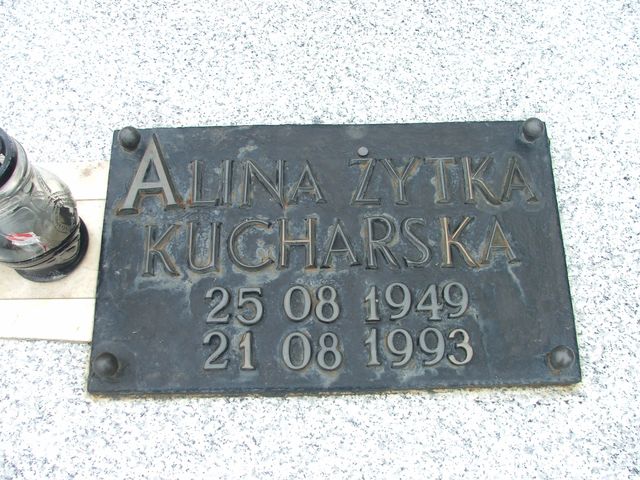 ALINA ŻYTKA
KUCHARSKA
25 08 1949
21 08 1993